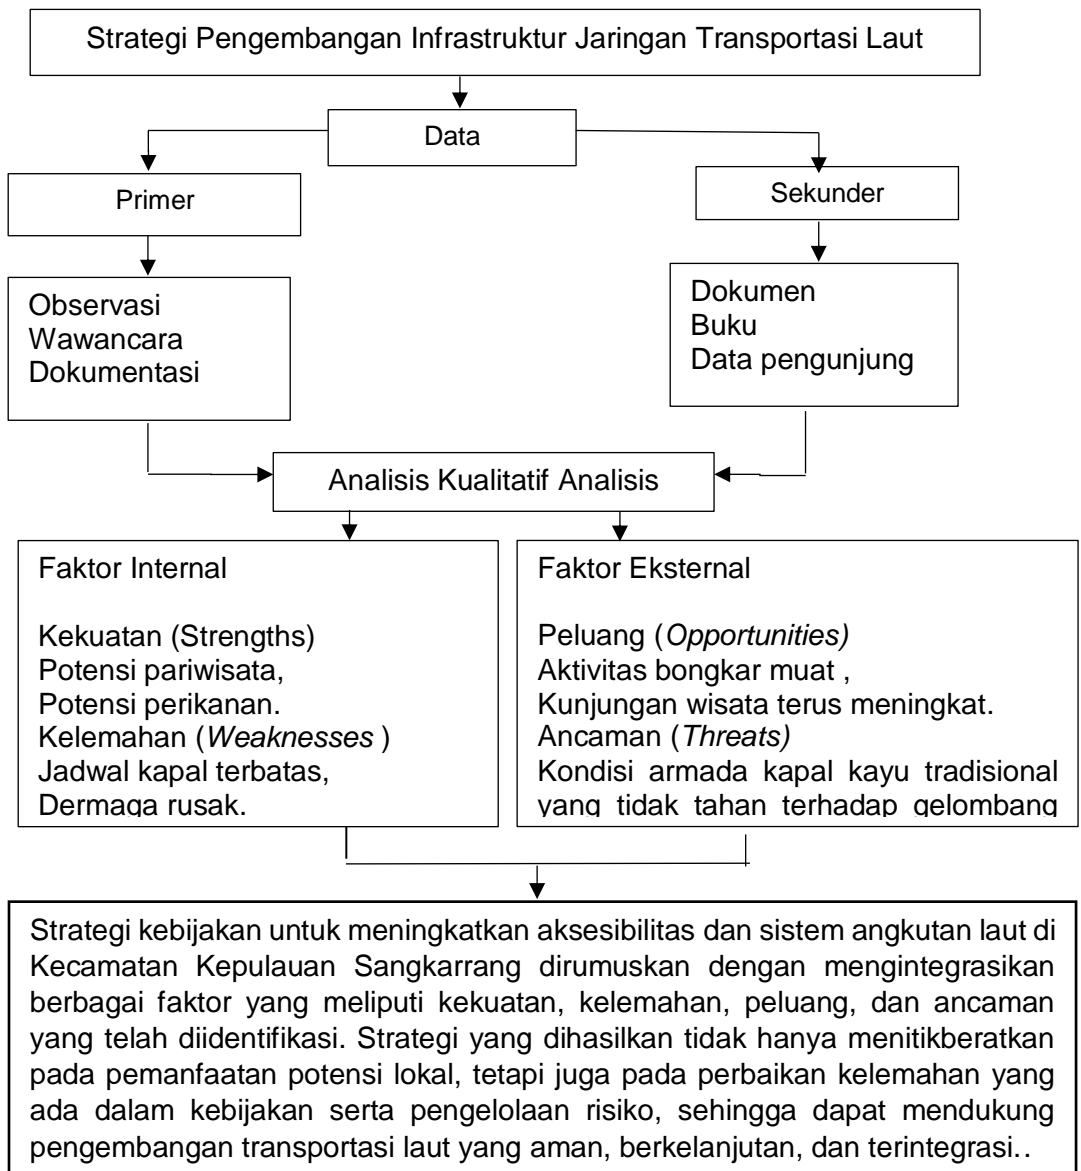 Strategi Pengembangan Infrastruktur Jaringan Transportasi Laut
Data
Primer
Sekunder
Observasi
Wawancara
Dokumentasi
Dokumen
Buku
Data pengunjung
Analisis Kualitatif Analisis
Faktor Internal
Kekuatan (Strengths)
Potensi pariwisata,
Potensi perikanan.
Kelemahan (Weaknesses )
Jadwal kapal terbatas,
Dermaga rusak.
Faktor Eksternal
Peluang (Opportunities)
Aktivitas bongkar muat ,
Kunjungan wisata terus meningkat.
Ancaman (Threats)
Kondisi armada kapal kayu tradisional
yang tidak tahan terhadap gelombang
Strategi kebijakan untuk meningkatkan aksesibilitas dan sistem angkutan laut di
Kecamatan Kepulauan Sangkarrang dirumuskan dengan mengintegrasikan
berbagai faktor yang meliputi kekuatan, kelemahan, peluang, dan ancaman
yang telah diidentifikasi. Strategi yang dihasilkan tidak hanya menitikberatkan
pada pemanfaatan potensi lokal, tetapi juga pada perbaikan kelemahan yang
ada dalam kebijakan serta pengelolaan risiko, sehingga dapat mendukung
pengembangan transportasi laut yang aman, berkelanjutan, dan terintegrasi..